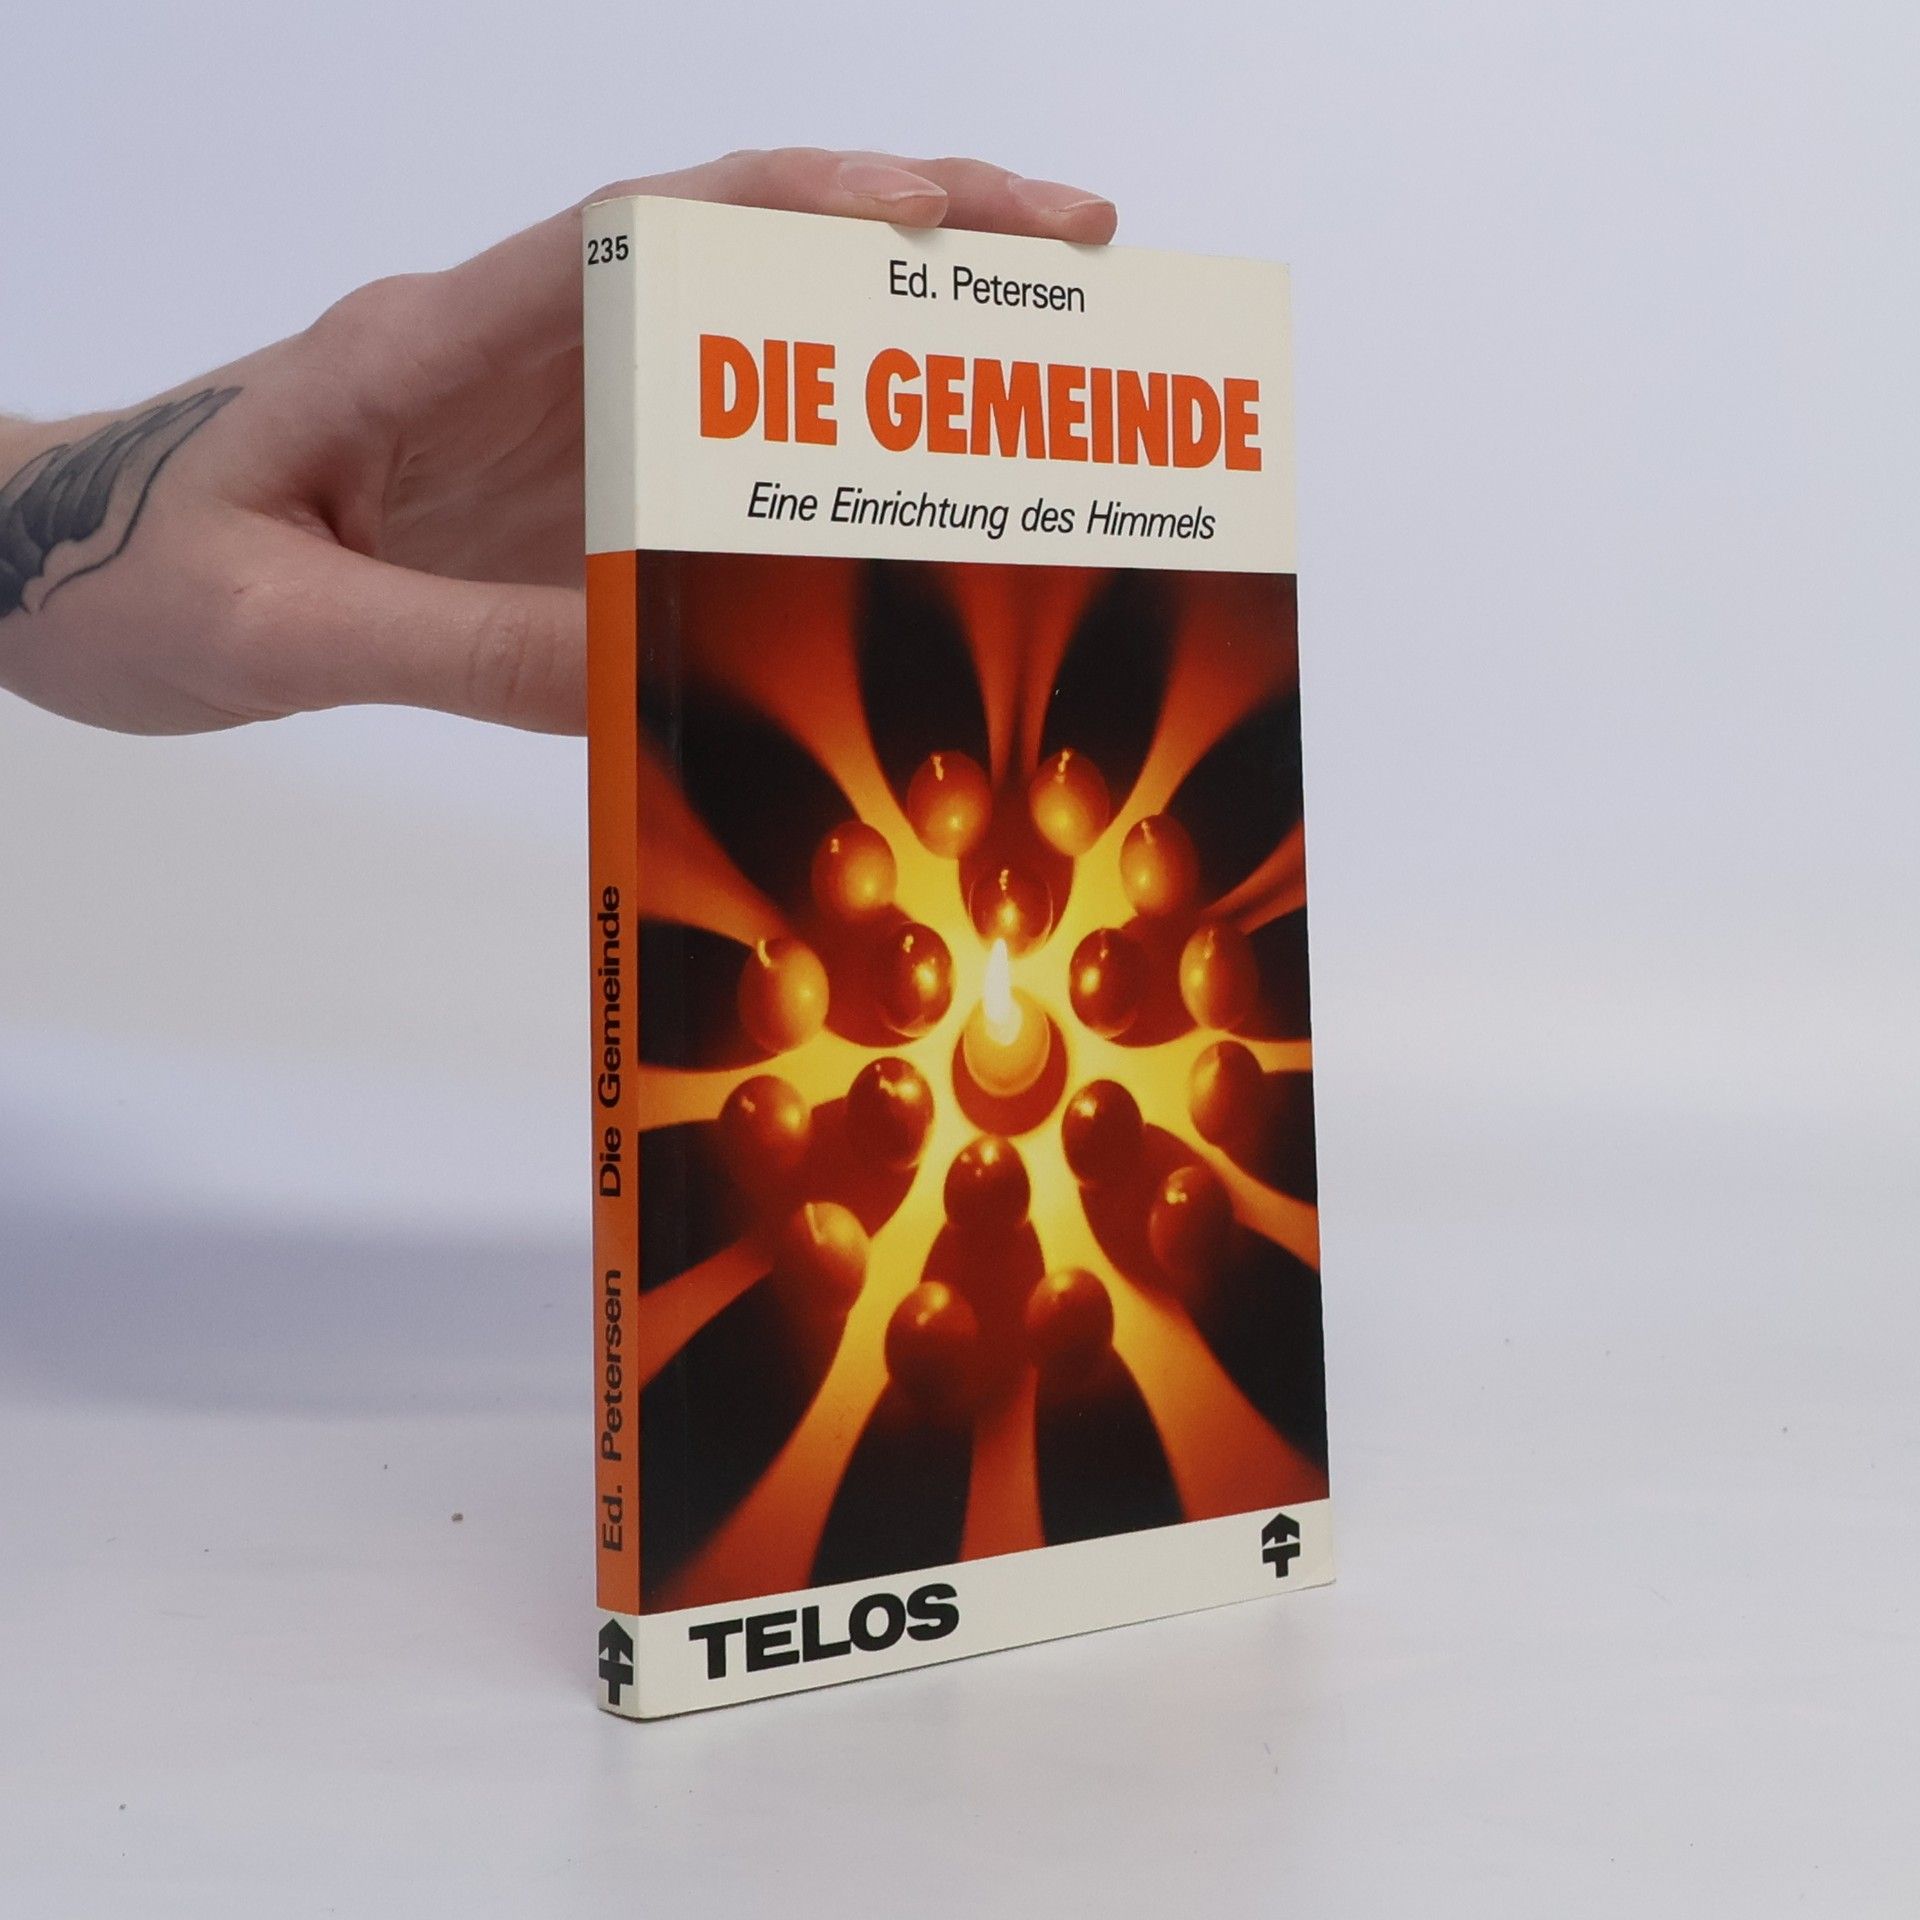 235
Ed. Petersen
DIE GEMEINDE
Eine Einrichtung des Himmels
Ed. Petersen Die Gemeinde
TELOS